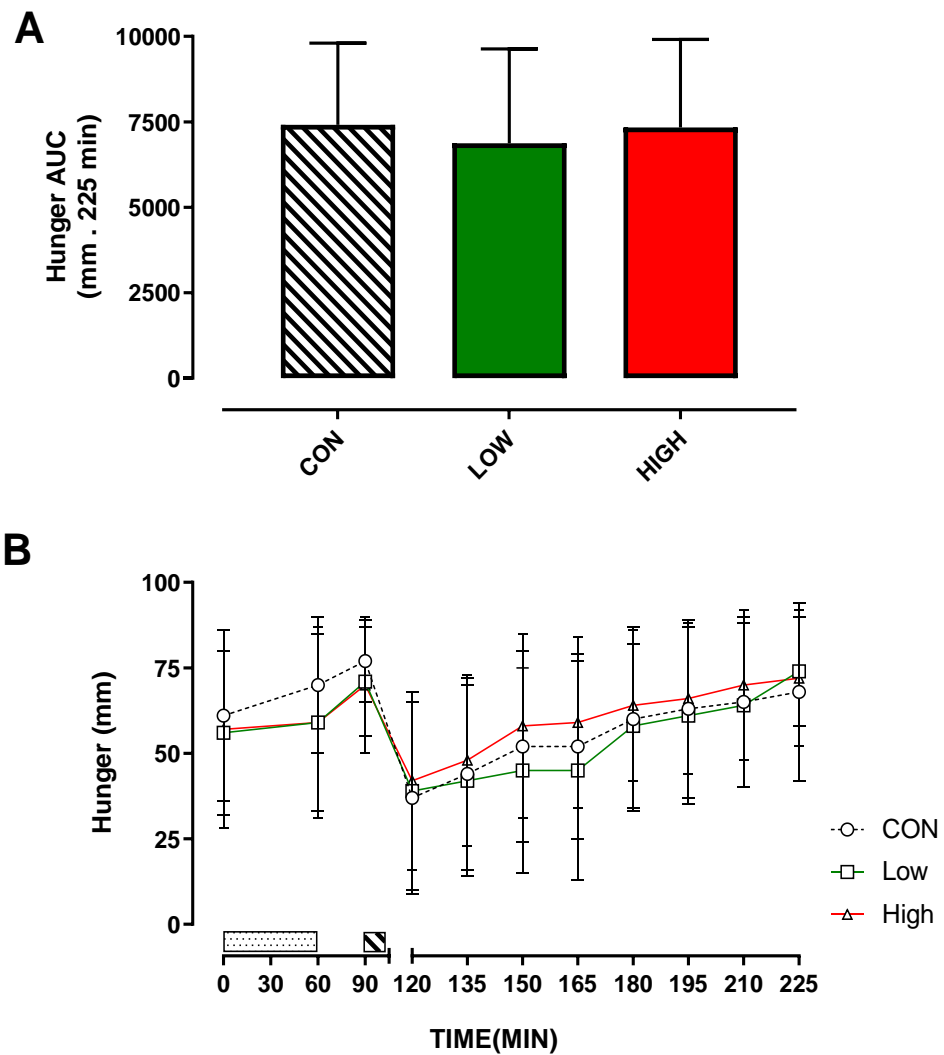 A
Hunger AUC
(mm . 225 min)
10000
7500
5000
2500
0
CON
LOW
HIGH
B
Hunger (mm)
100
75
50
25
0
CON
Low
High
0 30 60 90 120 135 150 165 180 195 210 225
TIME(MIN)